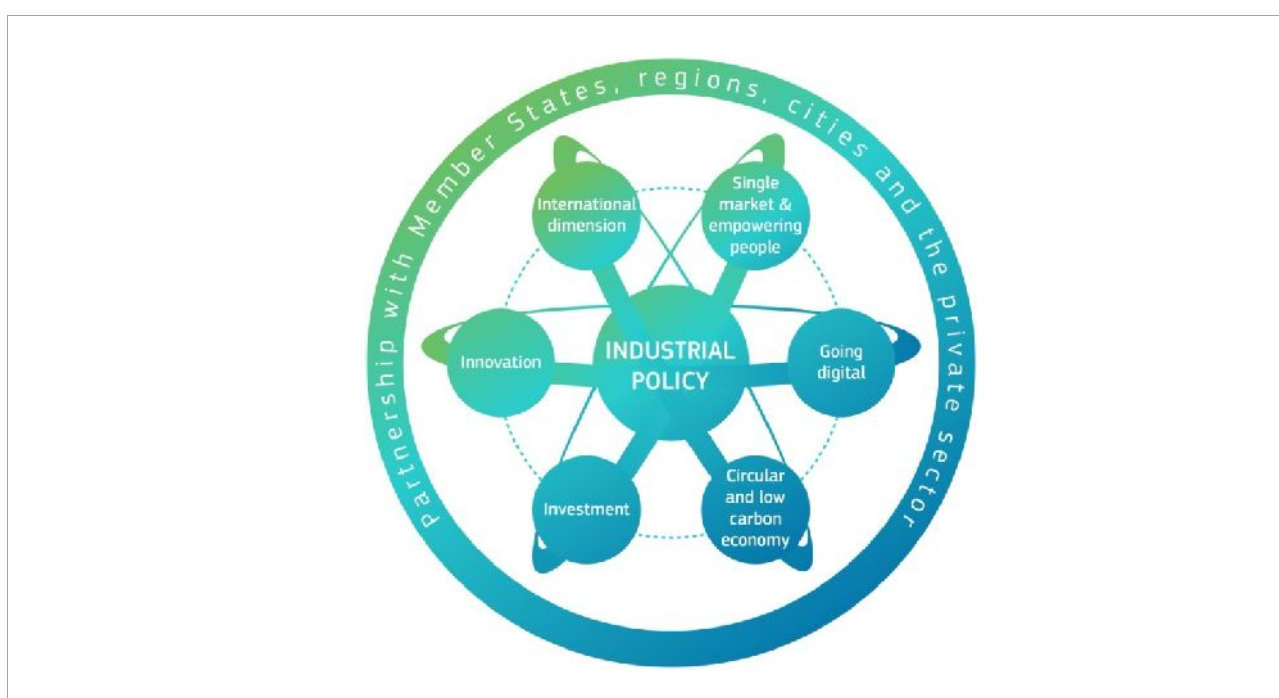 Partnership with Member States, regions, cities and the private sector
International
dimension
Single
market &
empowering
people
Innovation
INDUSTRIAL
POLICY
Going
digital
Investment
Circular
and low
carbon
economy